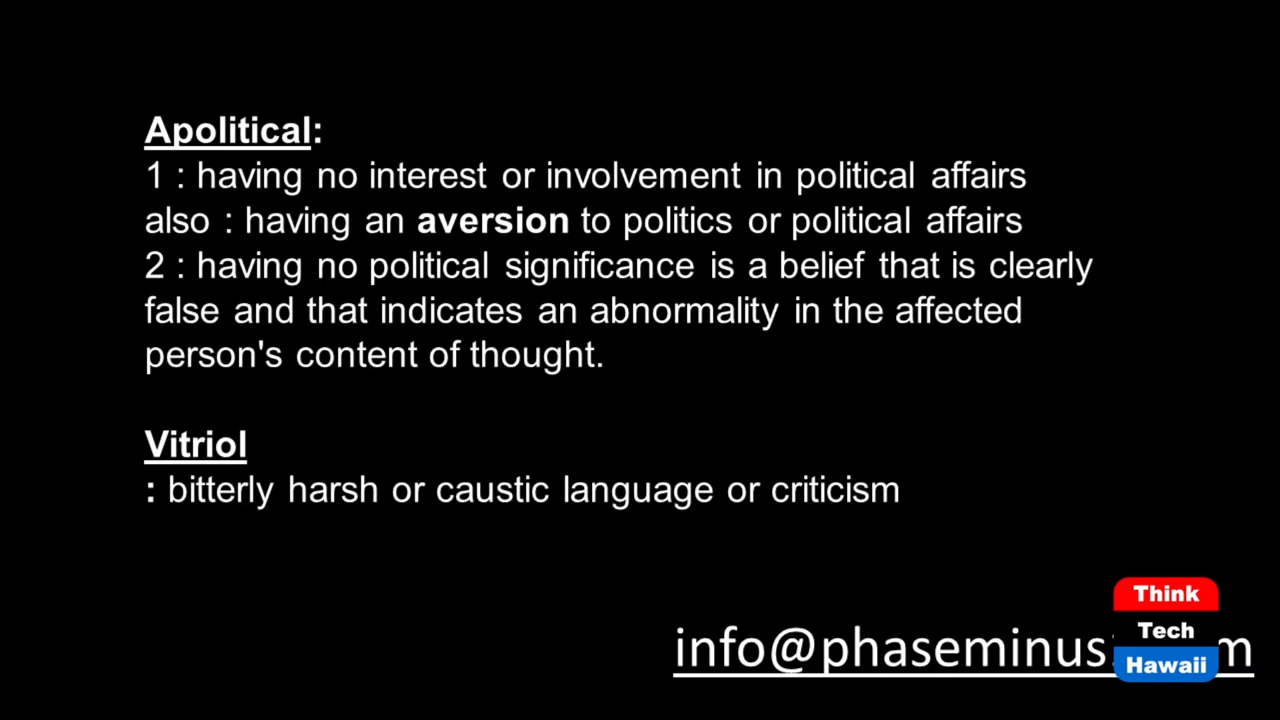 Apolitical:
1 : having no interest or involvement in political affairs
also : having an aversion to politics or political affairs
2 : having no political significance is a belief that is clearly
false and that indicates an abnormality in the affected
person's content of thought.
Vitriol
: bitterly harsh or caustic language or criticism
Think
Tech
Hawaii